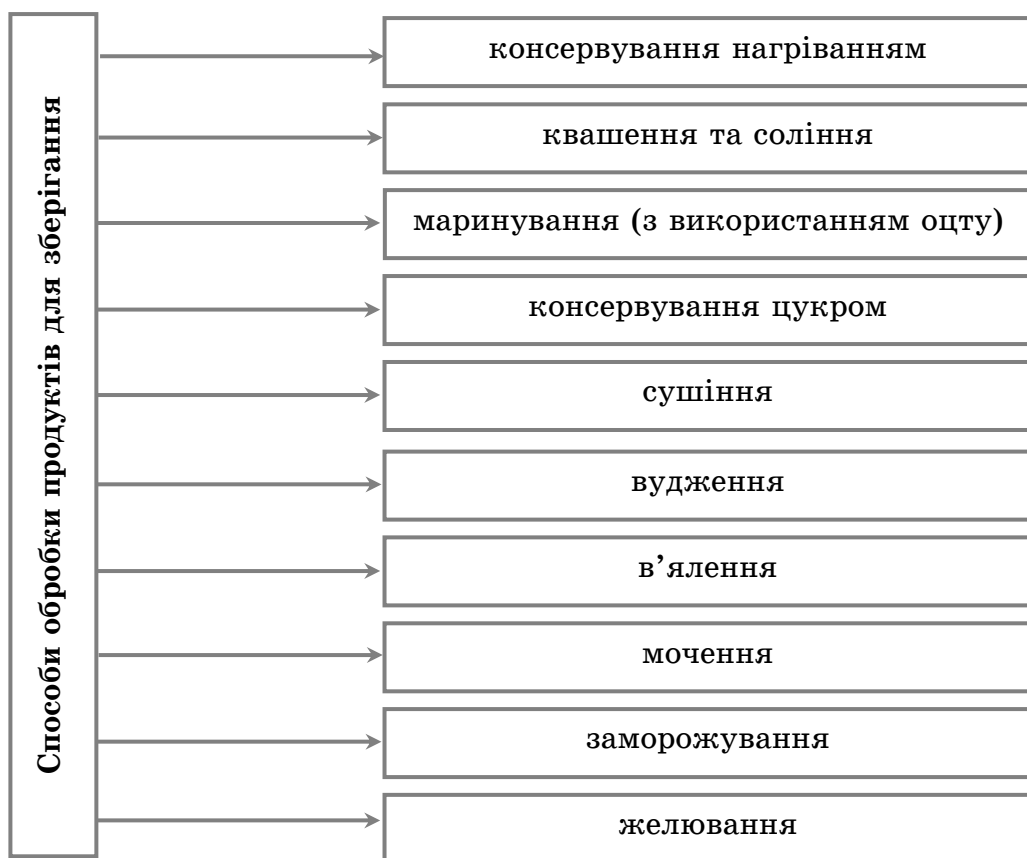 Способи обробки продуктів для зберігання
консервування нагріванням
квашення та соління
маринування (з використанням оцту)
консервування цукром
сушіння
вудження
в’ялення
мочення
заморожування
желювання